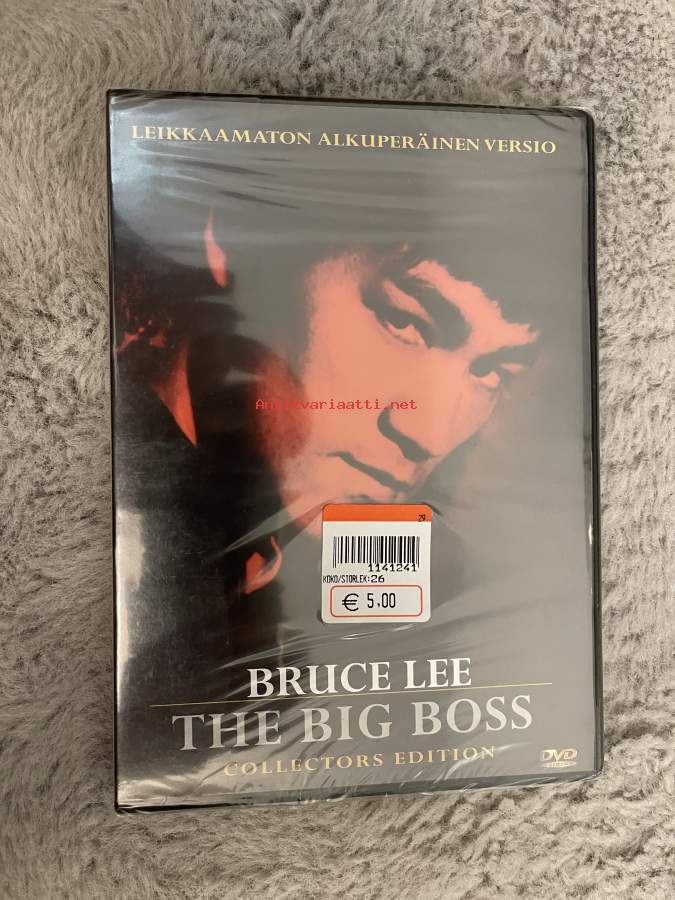 LEIKKAAMATON ALKUPERÄINEN VERSIO
Antikvariaatti.net
29
1141241
KOKO/STORLEK:26
€ 5,00
BRUCE LEE
THE BIG BOSS
COLLECTORS EDITION
DVD